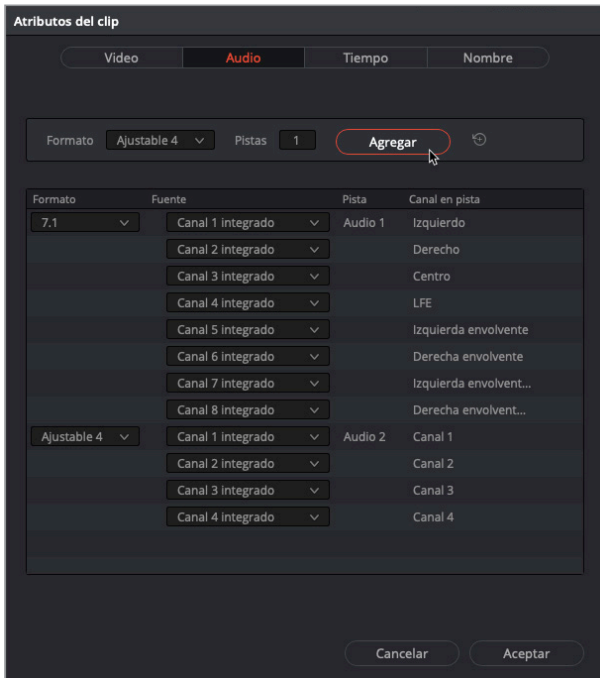 Atributos del clip
Video Audio Tiempo Nombre
Formato Ajustable 4 Pistas 1 Agregar
Formato Fuente Pista Canal en pista
7.1 Canal 1 integrado Audio 1 Izquierdo
Canal 2 integrado Derecho
Canal 3 integrado Centro
Canal 4 integrado LFE
Canal 5 integrado Izquierda envolvente
Canal 6 integrado Derecha envolvente
Canal 7 integrado Izquierda envolvent...
Canal 8 integrado Derecha envolvent...
Ajustable 4 Canal 1 integrado Audio 2 Canal 1
Canal 2 integrado Canal 2
Canal 3 integrado Canal 3
Canal 4 integrado Canal 4
Cancelar Aceptar